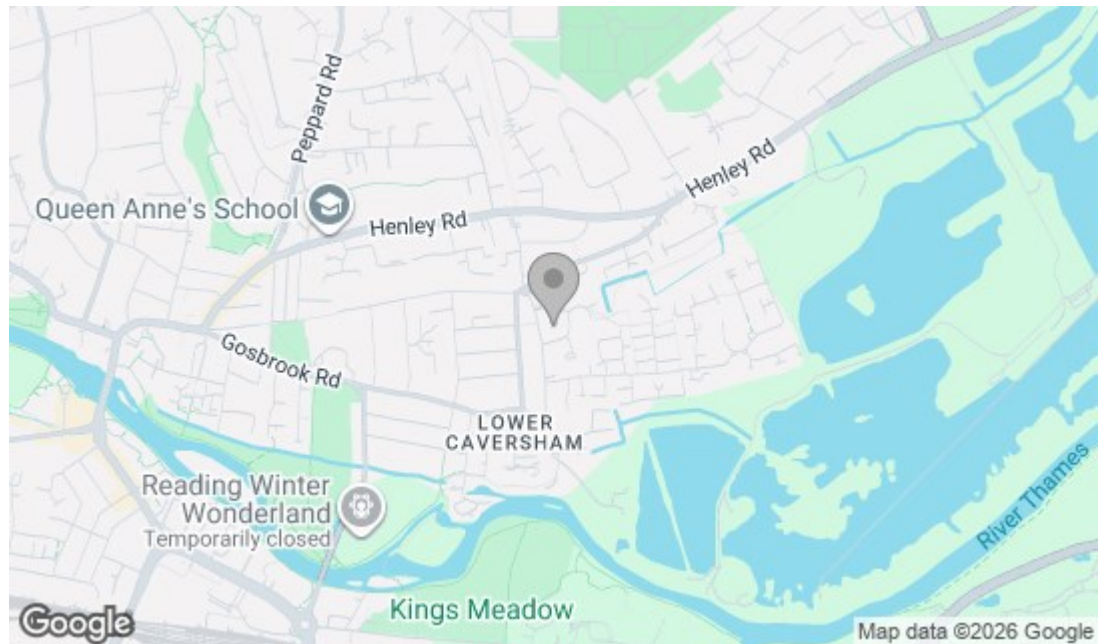 Peppard Rd
Henley Rd
Queen Anne's School
Henley Rd
Gosbrook Rd
LOWER
CAVERSHAM
Reading Winter
Wonderland
Temporarily closed
River Thames
Kings Meadow
Google
Map data ©2026 Google